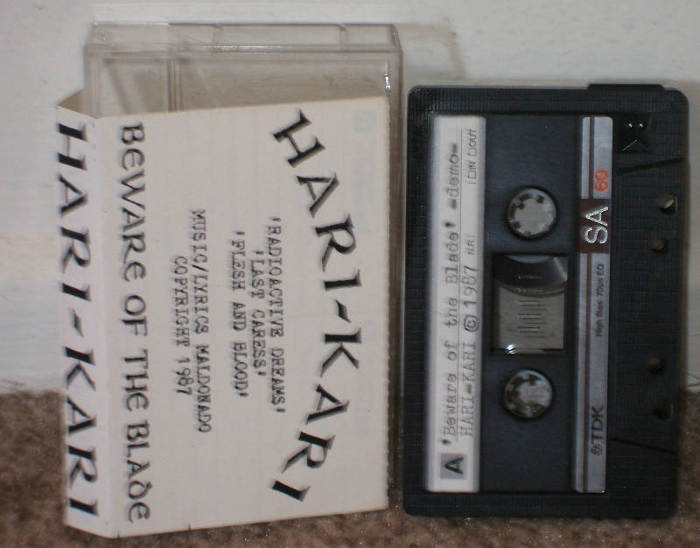 HARI-KARI
BEWARE OF THE BLADE
HARI-KARI
'RADIOACTIVE DREAMS'
'LAST CARESS'
'FLESH AND BLOOD'
MUSIC/LYRICS MALDONADO
COPYRIGHT 1987
A
'Beware of the Blade' -demo-
HARI-KARI © 1987
TDK
SA 60